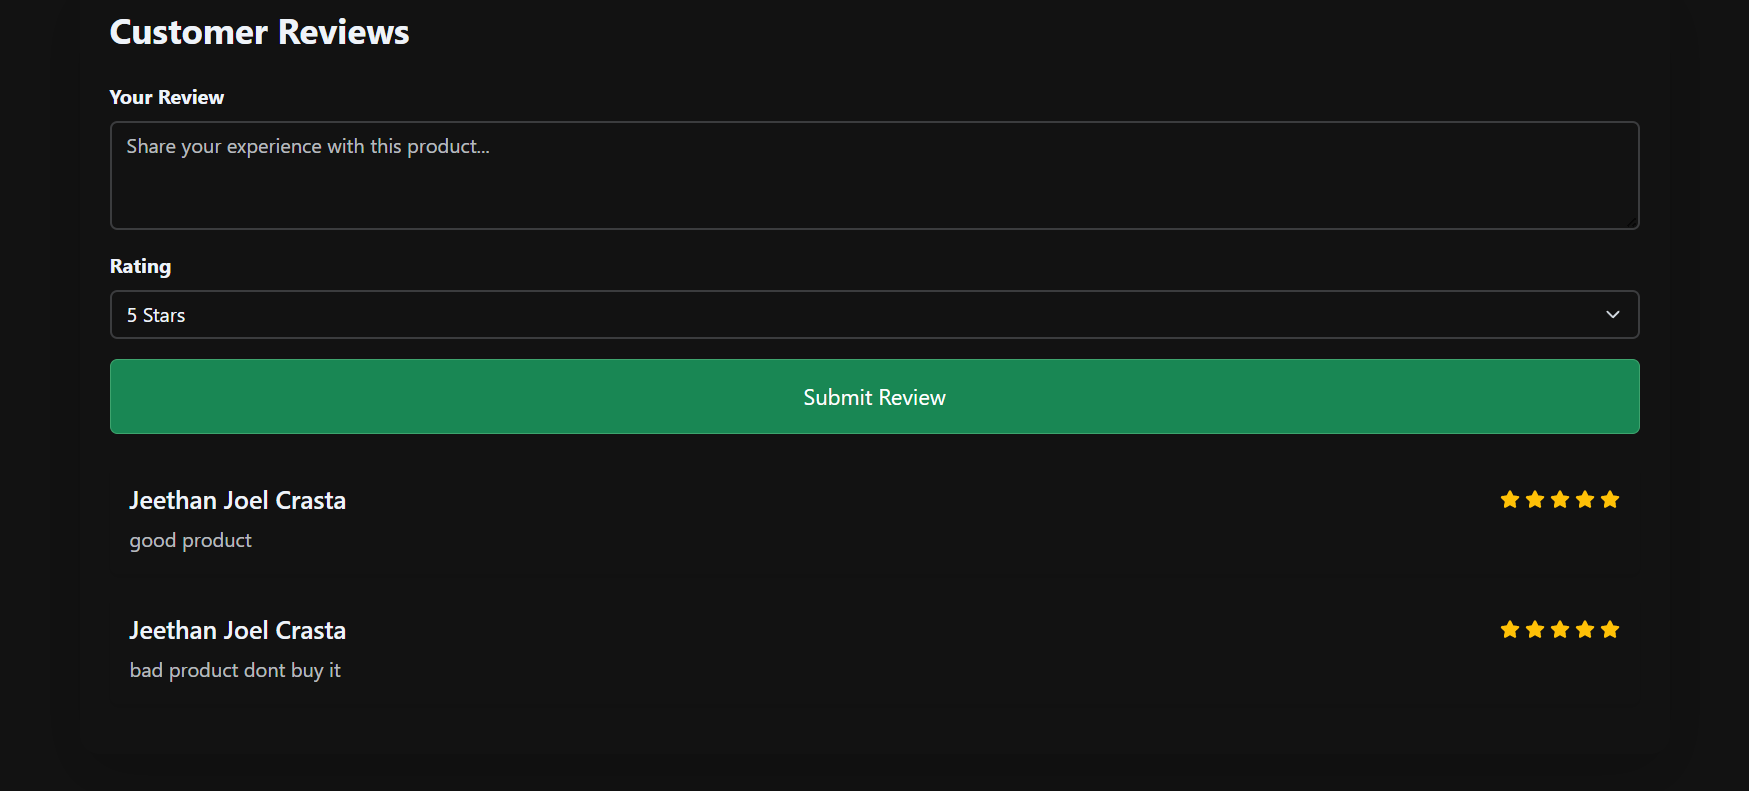 Customer Reviews
Your Review
Share your experience with this product...
Rating
5 Stars
Submit Review
Jeethan Joel Crasta
good product
Jeethan Joel Crasta
bad product dont buy it